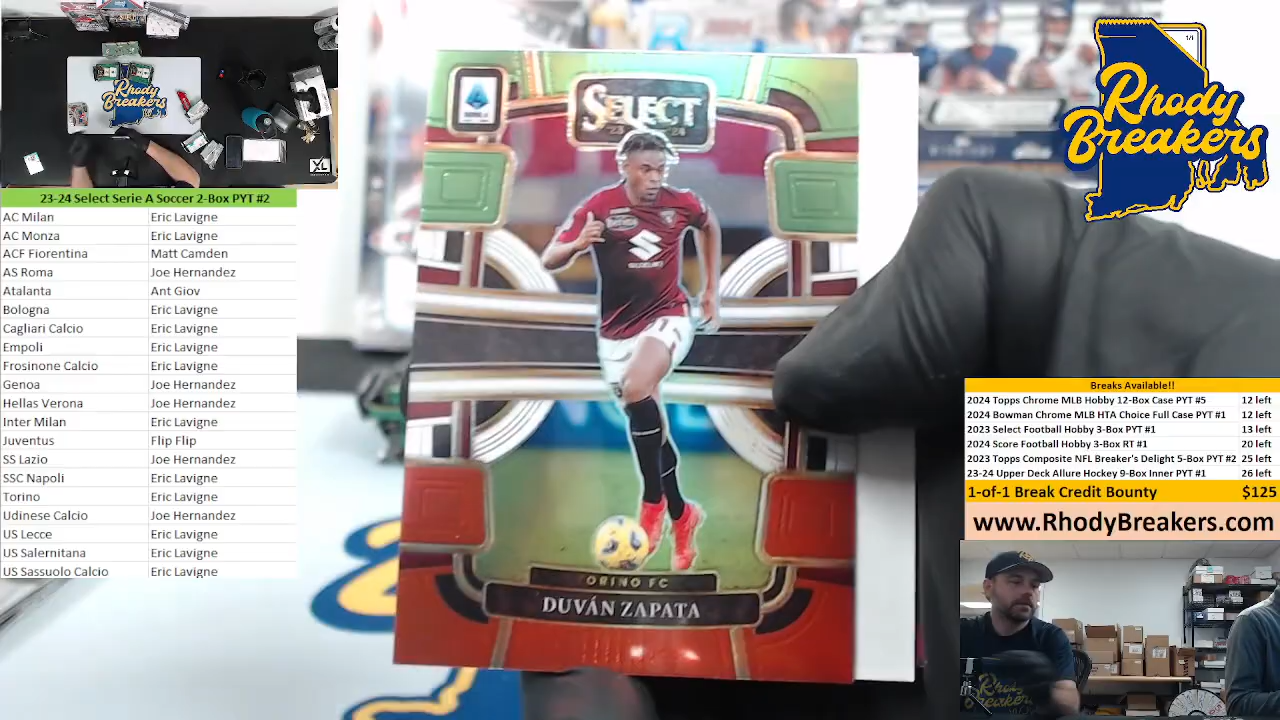 Rhody
Breakers
XL
23-24 Select Serie A Soccer 2-Box PYT #2
AC Milan Eric Lavigne
AC Monza Eric Lavigne
ACF Fiorentina Matt Camden
AS Roma Joe Hernandez
Atalanta Ant Giov
Bologna Eric Lavigne
Cagliari Calcio Eric Lavigne
Empoli Eric Lavigne
Frosinone Calcio Eric Lavigne
Genoa Joe Hernandez
Hellas Verona Joe Hernandez
Inter Milan Eric Lavigne
Juventus Flip Flip
SS Lazio Joe Hernandez
SSC Napoli Eric Lavigne
Torino Eric Lavigne
Udinese Calcio Joe Hernandez
US Lecce Eric Lavigne
US Salernitana Eric Lavigne
US Sassuolo Calcio Eric Lavigne
SELECT
23 24
SUZUKI
TORINO FC
DUVÁN ZAPATA
1/1
Rhody
Breakers
Breaks Available!!
2024 Topps Chrome MLB Hobby 12-Box Case PYT #5 12 left
2024 Bowman Chrome MLB HTA Choice Full Case PYT #1 12 left
2023 Select Football Hobby 3-Box PYT #1 13 left
2024 Score Football Hobby 3-Box RT #1 20 left
2023 Topps Composite NFL Breaker's Delight 5-Box PYT #2 25 left
23-24 Upper Deck Allure Hockey 9-Box Inner PYT #1 26 left
1-of-1 Break Credit Bounty $125
www.RhodyBreakers.com
Rhody
Breakers